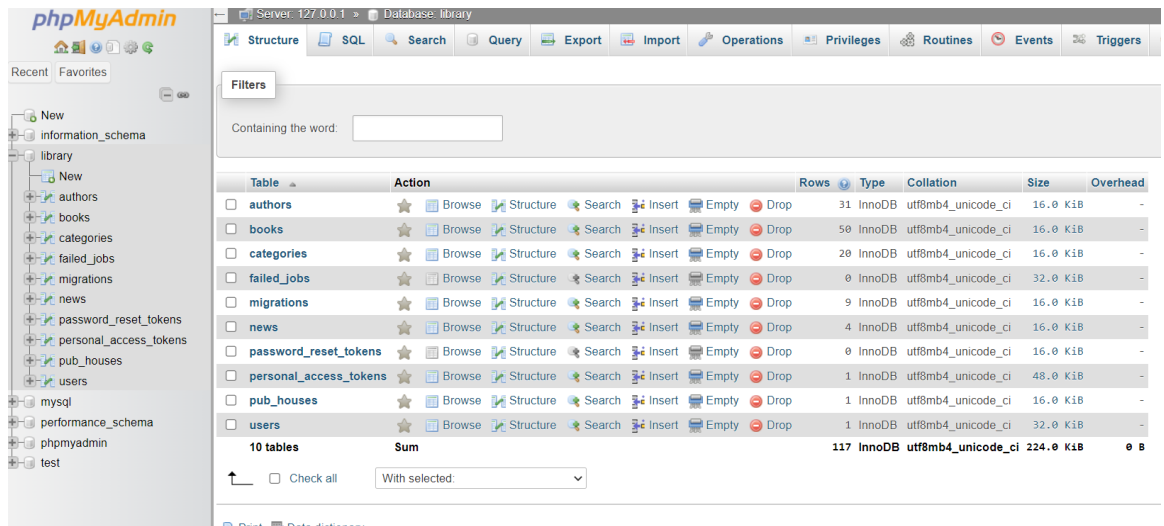 phpMyAdmin
Recent Favorites
New
information_schema
library
New
authors
books
categories
failed_jobs
migrations
news
password_reset_tokens
personal_access_tokens
pub_houses
users
mysql
performance_schema
phpmyadmin
test
Server: 127.0.0.1 » Database: library
Structure SQL Search Query Export Import Operations Privileges Routines Events Triggers
Filters
Containing the word:
Table Action Rows Type Collation Size Overhead
authors Browse Structure Search Insert Empty Drop 31 InnoDB utf8mb4_unicode_ci 16.0 KiB -
books Browse Structure Search Insert Empty Drop 50 InnoDB utf8mb4_unicode_ci 16.0 KiB -
categories Browse Structure Search Insert Empty Drop 20 InnoDB utf8mb4_unicode_ci 16.0 KiB -
failed_jobs Browse Structure Search Insert Empty Drop 0 InnoDB utf8mb4_unicode_ci 32.0 KiB -
migrations Browse Structure Search Insert Empty Drop 9 InnoDB utf8mb4_unicode_ci 16.0 KiB -
news Browse Structure Search Insert Empty Drop 4 InnoDB utf8mb4_unicode_ci 16.0 KiB -
password_reset_tokens Browse Structure Search Insert Empty Drop 0 InnoDB utf8mb4_unicode_ci 16.0 KiB -
personal_access_tokens Browse Structure Search Insert Empty Drop 1 InnoDB utf8mb4_unicode_ci 48.0 KiB -
pub_houses Browse Structure Search Insert Empty Drop 1 InnoDB utf8mb4_unicode_ci 16.0 KiB -
users Browse Structure Search Insert Empty Drop 1 InnoDB utf8mb4_unicode_ci 32.0 KiB -
10 tables Sum 117 InnoDB utf8mb4_unicode_ci 224.0 KiB 0 B
Check all With selected:
Print Data dictionary